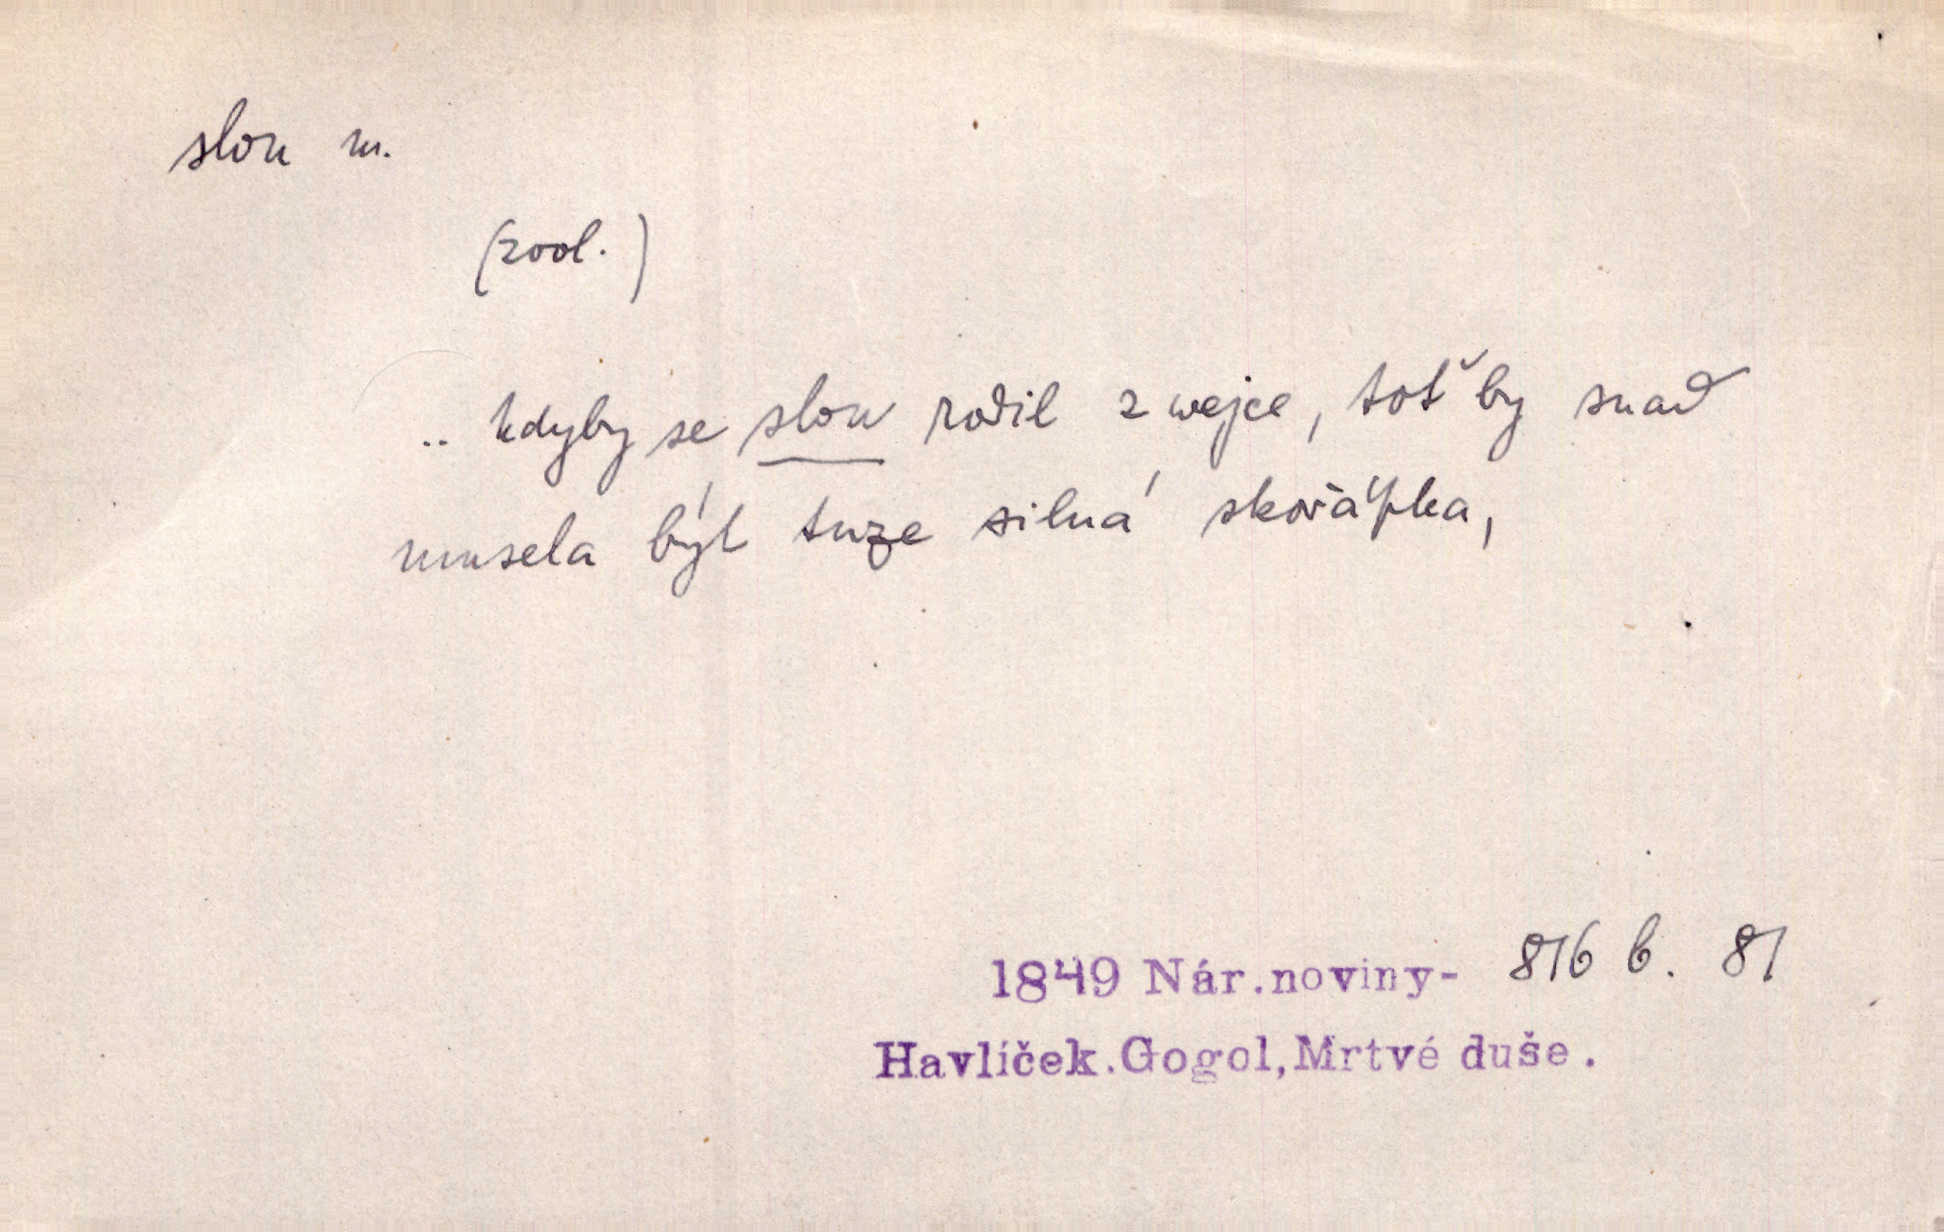 slon m.
(zool.)
.. kdyby se slon rodil z wejce, toť by snad
musela být tuze silná skořápka,
1849 Nár.noviny- 816 b. 81
Havlíček.Gogol,Mrtvé duše.